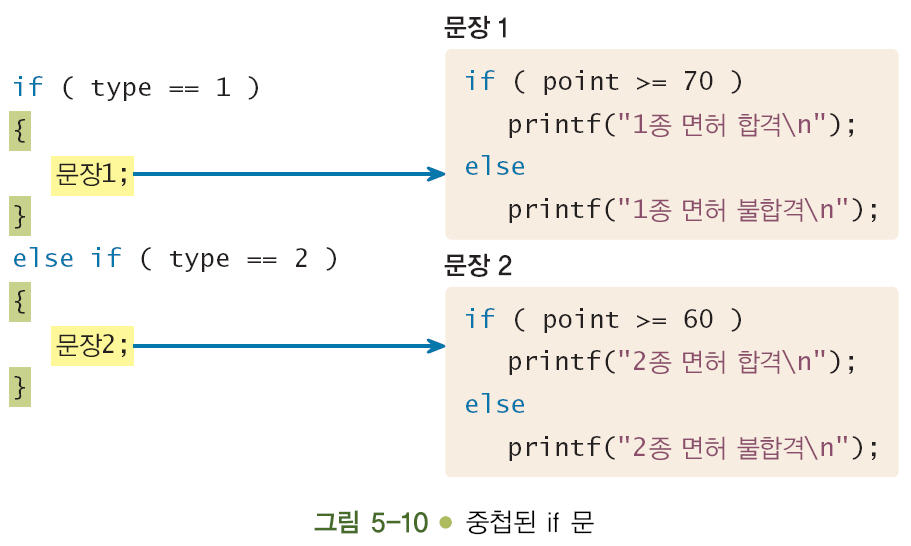 if ( type == 1 )
{
문장1;
}
else if ( type == 2 )
{
문장2;
}
문장 1
if ( point >= 70 )
printf("1종 면허 합격\n");
else
printf("1종 면허 불합격\n");
문장 2
if ( point >= 60 )
printf("2종 면허 합격\n");
else
printf("2종 면허 불합격\n");
그림 5-10 ● 중첩된 if 문